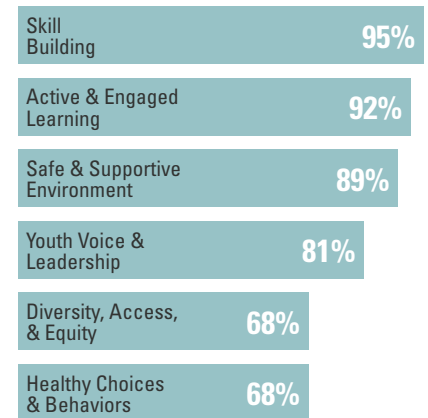 Skill
Building
95%
Active & Engaged
Learning
92%
Safe & Supportive
Environment
89%
Youth Voice &
Leadership
81%
Diversity, Access,
& Equity
68%
Healthy Choices
& Behaviors
68%